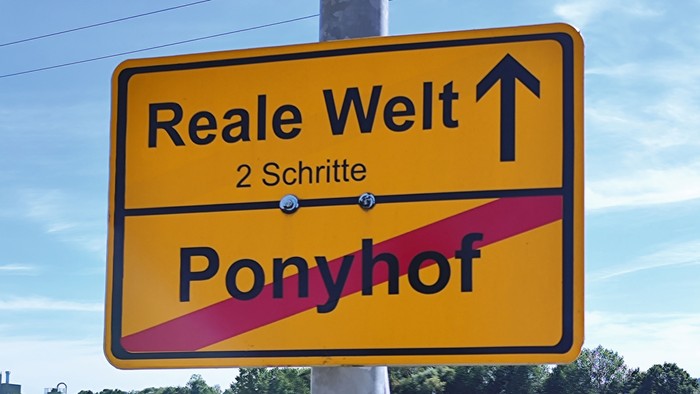 Reale Welt
2 Schritte
Ponyhof